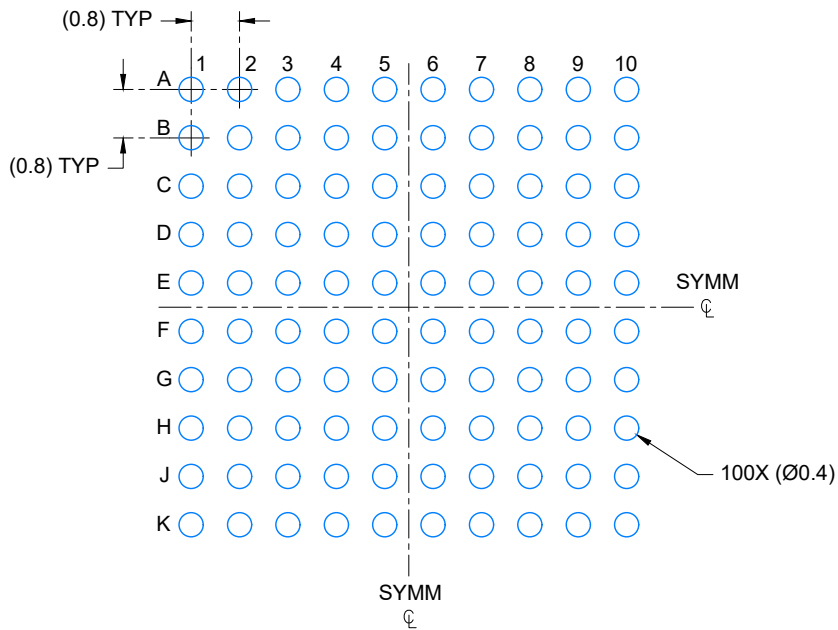 (0.8) TYP
1 2 3 4 5 6 7 8 9 10
A
B
(0.8) TYP
C
D
E
SYMM
℄
F
G
H
J
100X (Ø0.4)
K
SYMM
℄